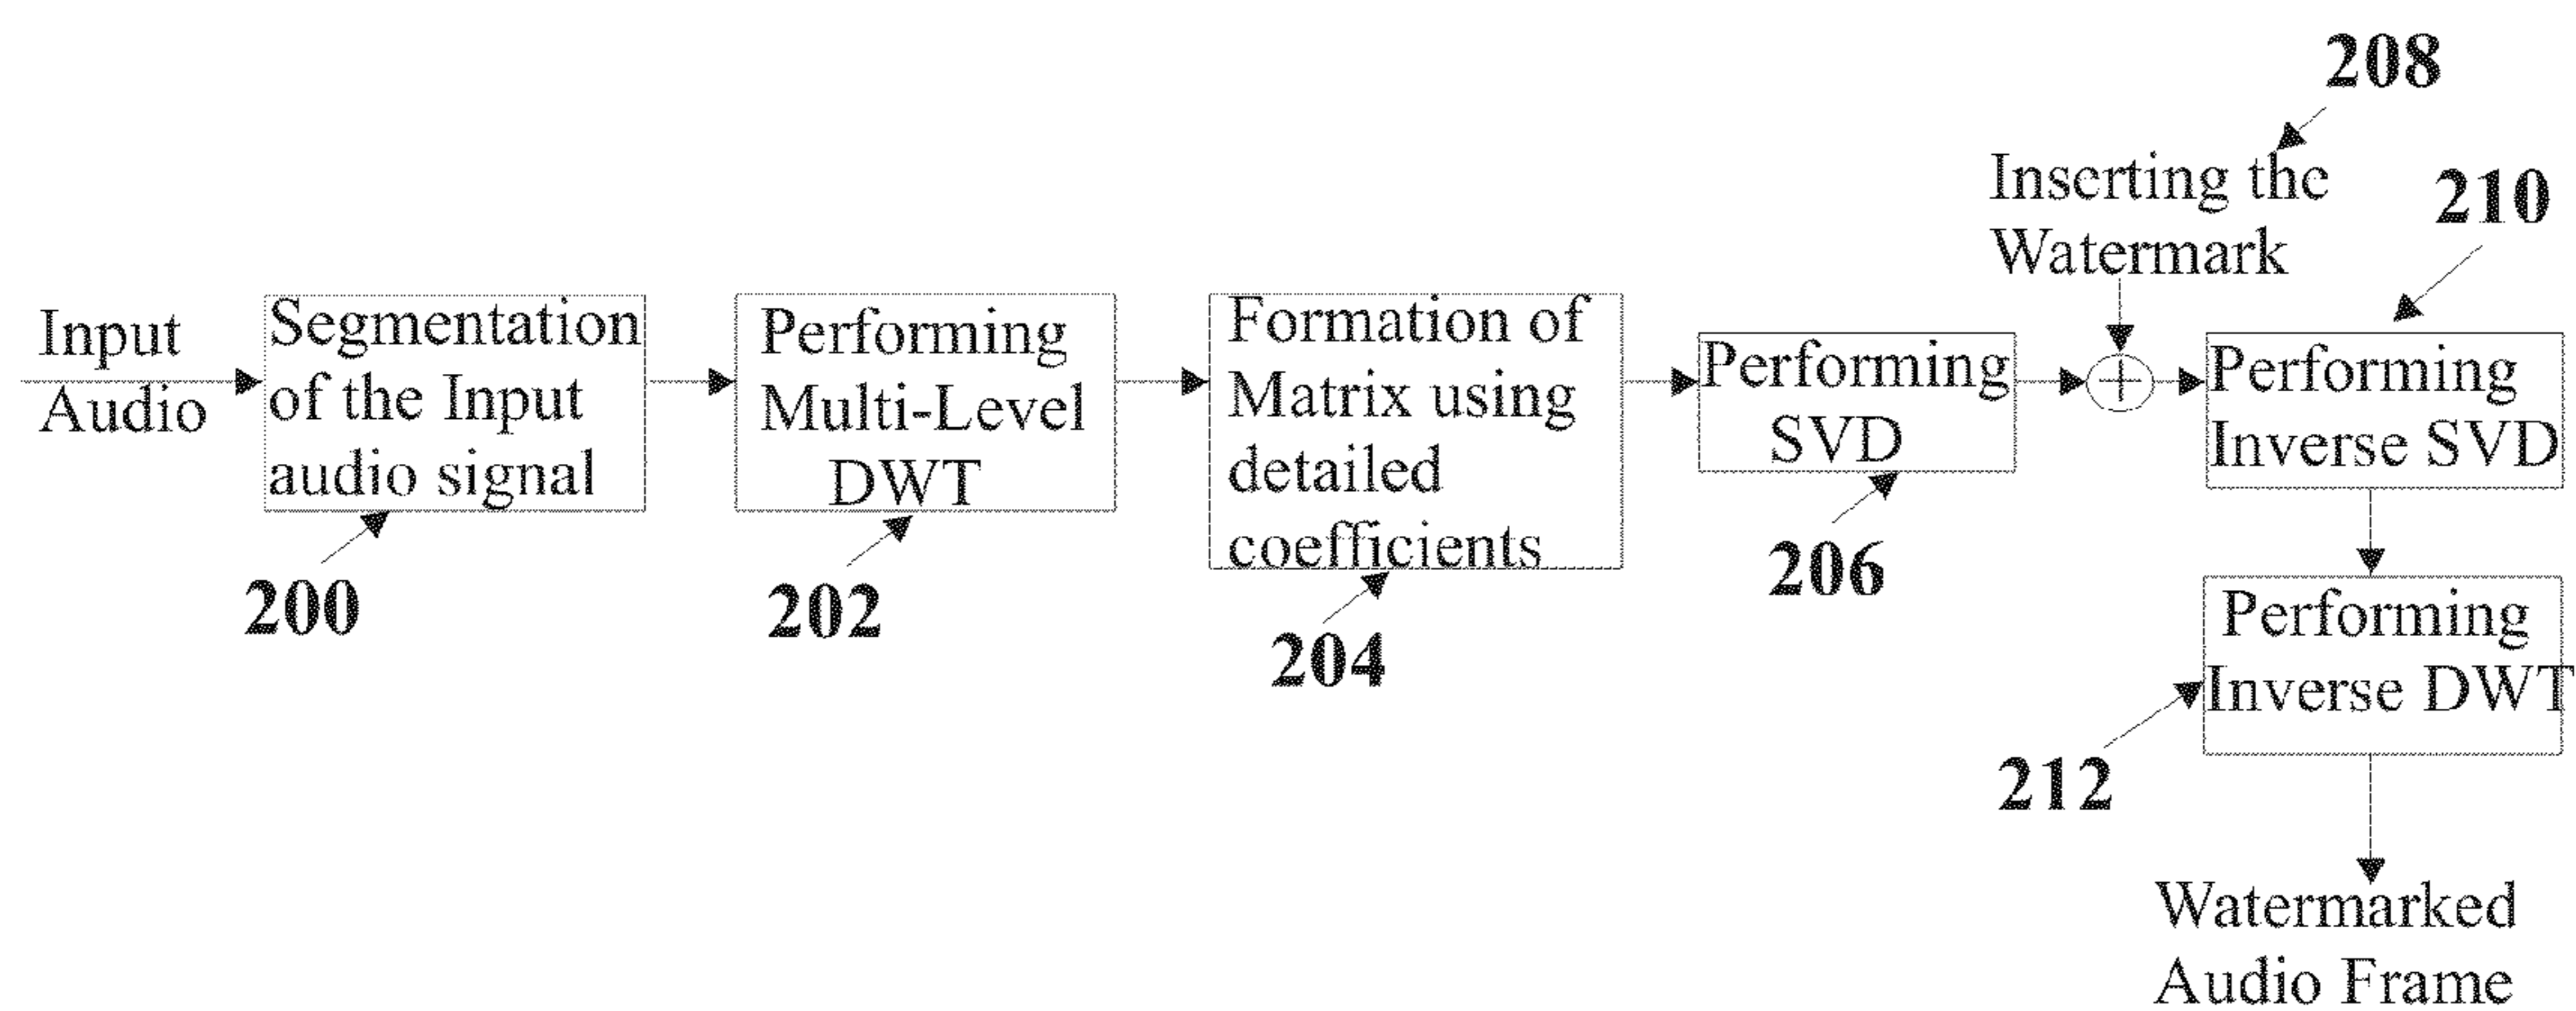 208
Inserting the
Watermark
210
Input
Audio
Segmentation
of the Input
audio signal
200
Performing
Multi-Level
DWT
202
Formation of
Matrix using
detailed
coefficients
204
Performing
SVD
206
+
Performing
Inverse SVD
Performing
Inverse DWT
212
Watermarked
Audio Frame